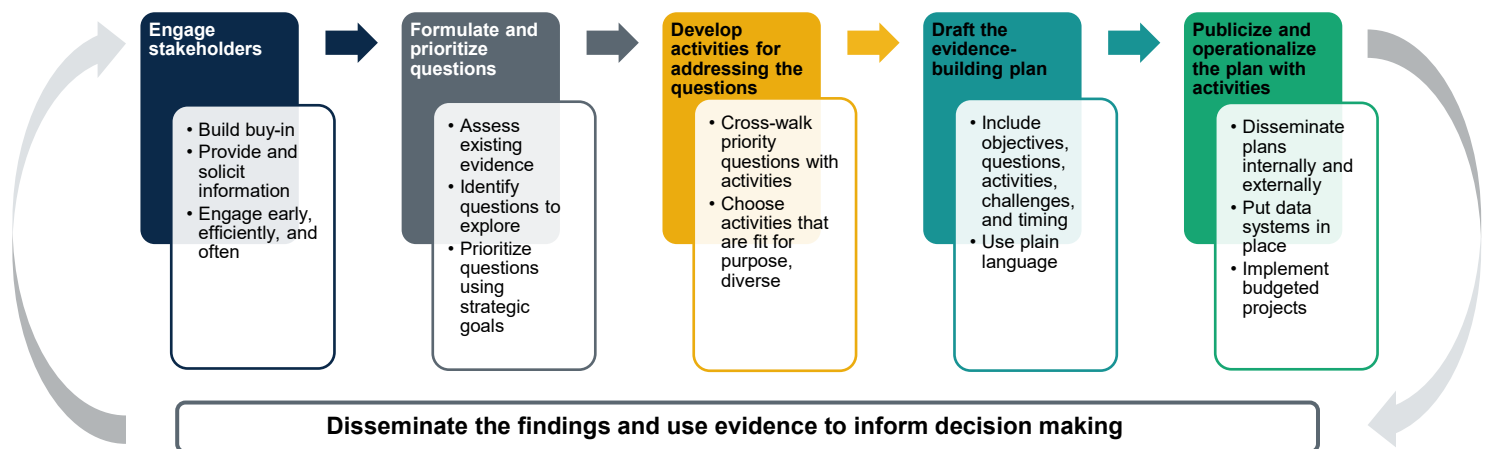 Engage
stakeholders
• Build buy-in
• Provide and
solicit
information
• Engage early,
efficiently, and
often
Formulate and
prioritize
questions
• Assess
existing
evidence
• Identify
questions to
explore
• Prioritize
questions
using
strategic
goals
Develop
activities for
addressing the
questions
• Cross-walk
priority
questions with
activities
• Choose
activities that
are fit for
purpose,
diverse
Draft the
evidence-
building plan
• Include
objectives,
questions,
activities,
challenges,
and timing
• Use plain
language
Publicize and
operationalize
the plan with
activities
• Disseminate
plans
internally and
externally
• Put data
systems in
place
• Implement
budgeted
projects
Disseminate the findings and use evidence to inform decision making